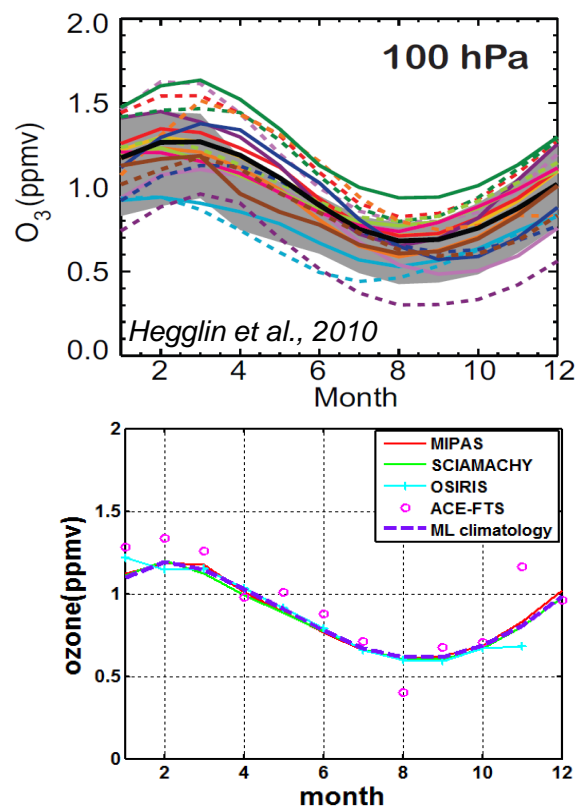 2.0
100 hPa
1.5
1.0
0.5
0.0
O3 (ppmv)
Hegglin et al., 2010
2 4 6 8 10 12
Month
2
MIPAS
SCIAMACHY
OSIRIS
ACE-FTS
ML climatology
1.5
1
0.5
0
ozone(ppmv)
2 4 6 8 10 12
month